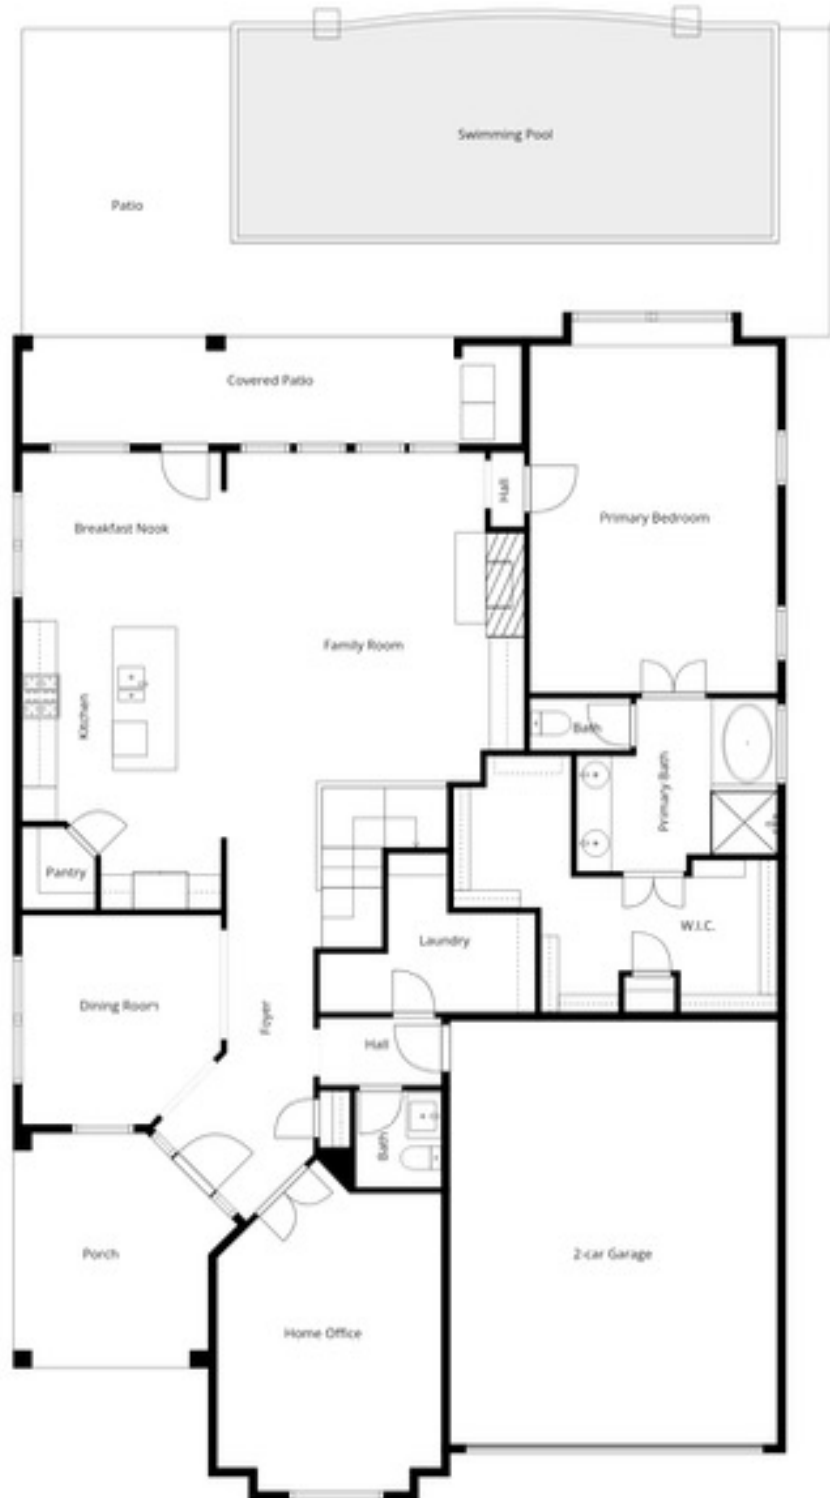 Swimming Pool
Patio
Covered Patio
Hall
Primary Bedroom
Breakfast Nook
Family Room
Kitchen
Bath
Primary Bath
Pantry
W.I.C.
Laundry
Dining Room
Foyer
Hall
Bath
Porch
2-car Garage
Home Office